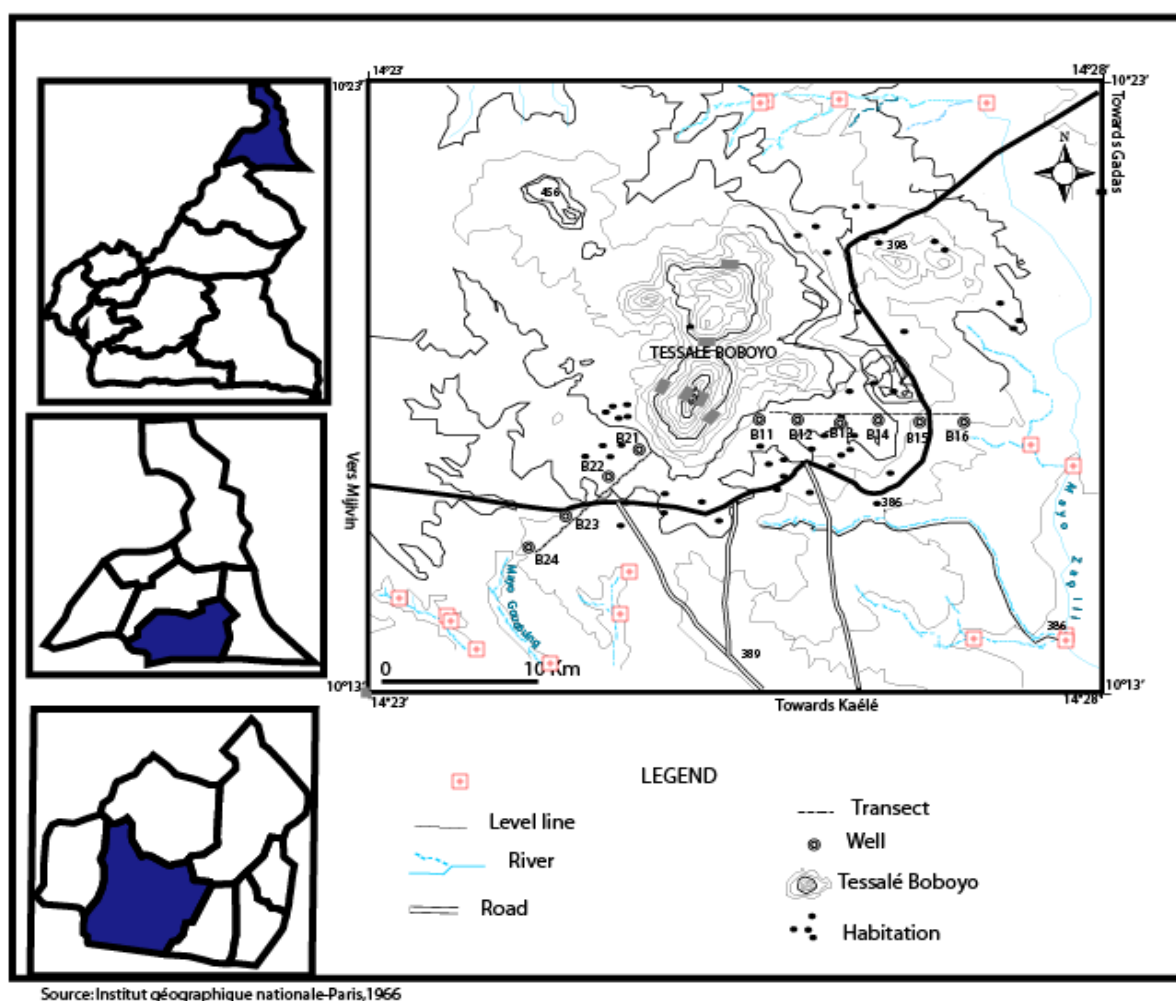 14°23'
14°28'
10°23'
10°23'
Towards Gadas
N
456
398
TESSALE BOBOYO
B11
B12
B13
B14
B15
B16
B21
B22
B23
B24
Vers Mijivin
386
Mayo
386
389
0
10 Km
10°13'
10°13'
14°23'
14°28'
Towards Kaélé
LEGEND
Level line
River
Road
Transect
Well
Tessalé Boboyo
Habitation
Source:Institut géographique nationale-Paris,1966